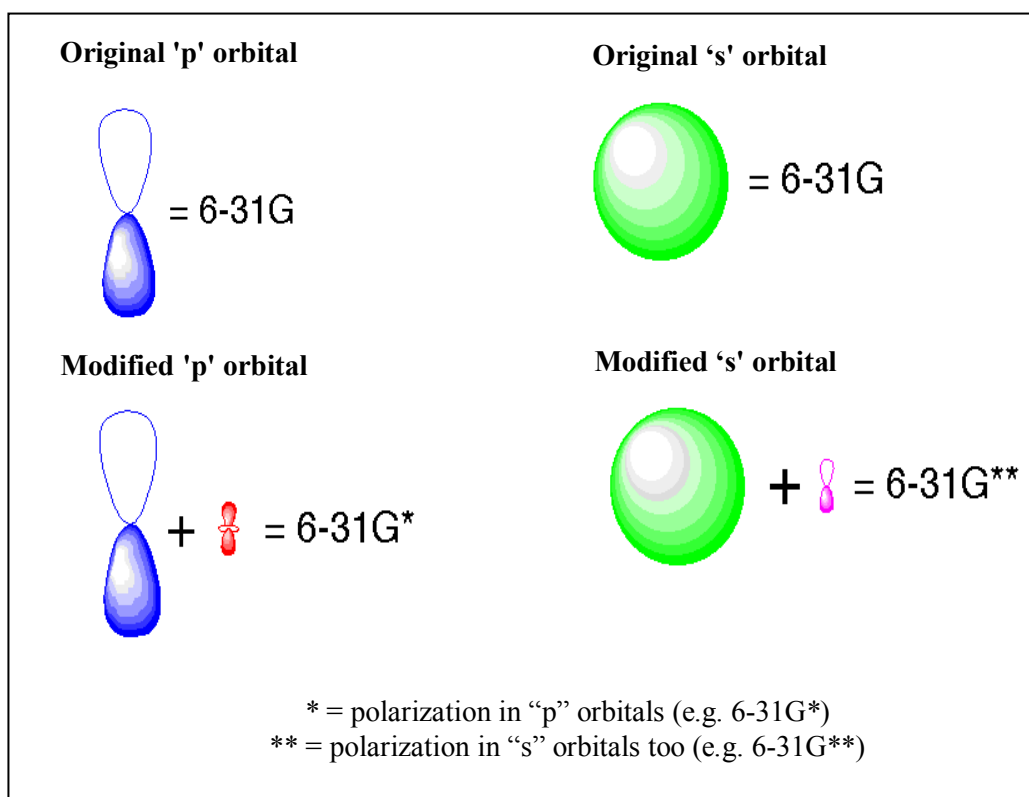 Original 'p' orbital
Original ‘s' orbital
= 6-31G
= 6-31G
Modified 'p' orbital
Modified ‘s' orbital
+ = 6-31G*
+ = 6-31G**
* = polarization in “p” orbitals (e.g. 6-31G*)
** = polarization in “s” orbitals too (e.g. 6-31G**)